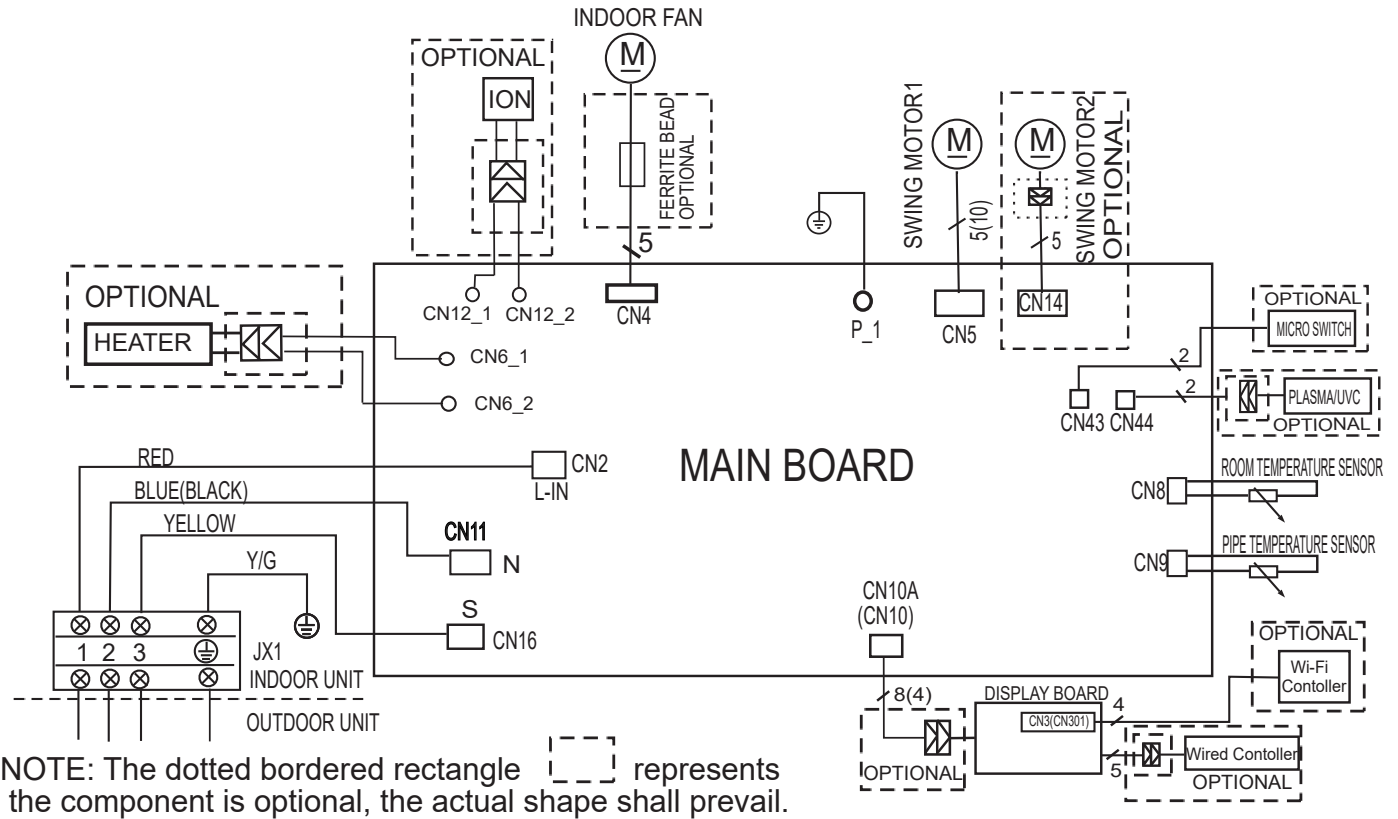 INDOOR FAN
M
OPTIONAL
ION
FERRITE BEAD
OPTIONAL
5
SWING MOTOR1
M
5(10)
M
SWING MOTOR2
OPTIONAL
5
OPTIONAL
HEATER
CN12_1
CN12_2
CN4
P_1
CN5
CN14
CN6_1
CN6_2
OPTIONAL
MICRO SWITCH
2
2
PLASMA/UVC
OPTIONAL
CN43
CN44
MAIN BOARD
RED
CN2
L-IN
BLUE(BLACK)
CN11
N
YELLOW
Y/G
S
CN16
ROOM TEMPERATURE SENSOR
CN8
PIPE TEMPERATURE SENSOR
CN9
CN10A
(CN10)
1 2 3
JX1
INDOOR UNIT
OUTDOOR UNIT
8(4)
OPTIONAL
DISPLAY BOARD
CN3(CN301)
4
5
OPTIONAL
Wi-Fi
Contoller
Wired Contoller
OPTIONAL
NOTE: The dotted bordered rectangle represents
the component is optional, the actual shape shall prevail.